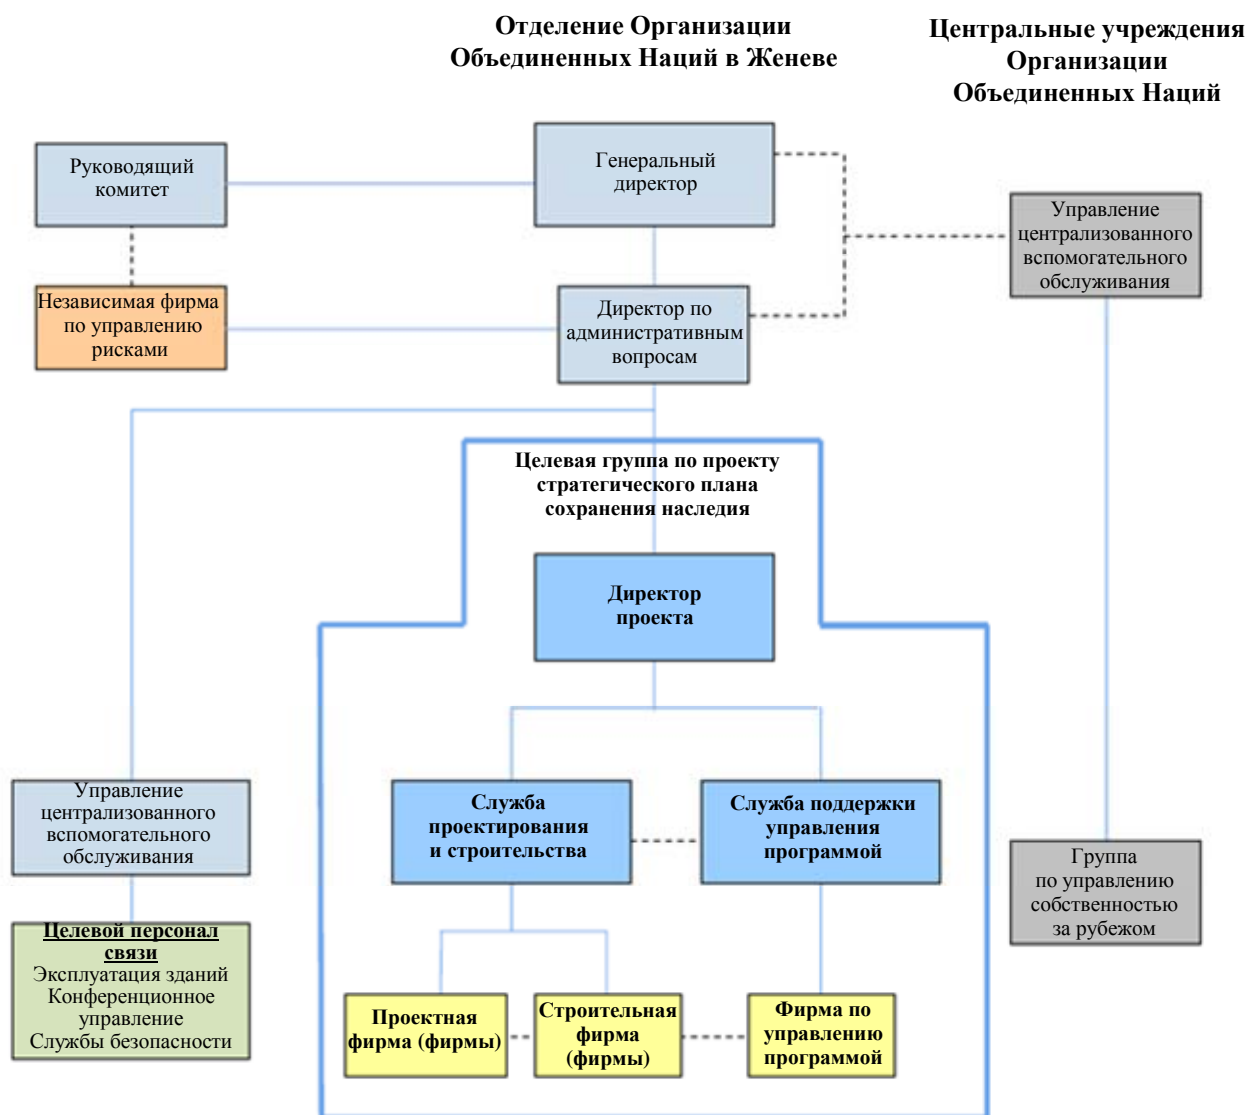 Отделение Организации
Объединенных Наций в Женеве
Центральные учреждения
Организации
Объединенных Наций
Руководящий
комитет
Генеральный
директор
Управление
централизованного
вспомогательного
обслуживания
Независимая фирма
по управлению
рисками
Директор по
административным
вопросам
Целевая группа по проекту
стратегического плана
сохранения наследия
Директор
проекта
Управление
централизованного
вспомогательного
обслуживания
Служба
проектирования
и строительства
Служба поддержки
управления
программой
Группа
по управлению
собственностью
за рубежом
Целевой персонал
связи
Эксплуатация зданий
Конференционное
управление
Службы безопасности
Проектная
фирма (фирмы)
Строительная
фирма
(фирмы)
Фирма по
управлению
программой